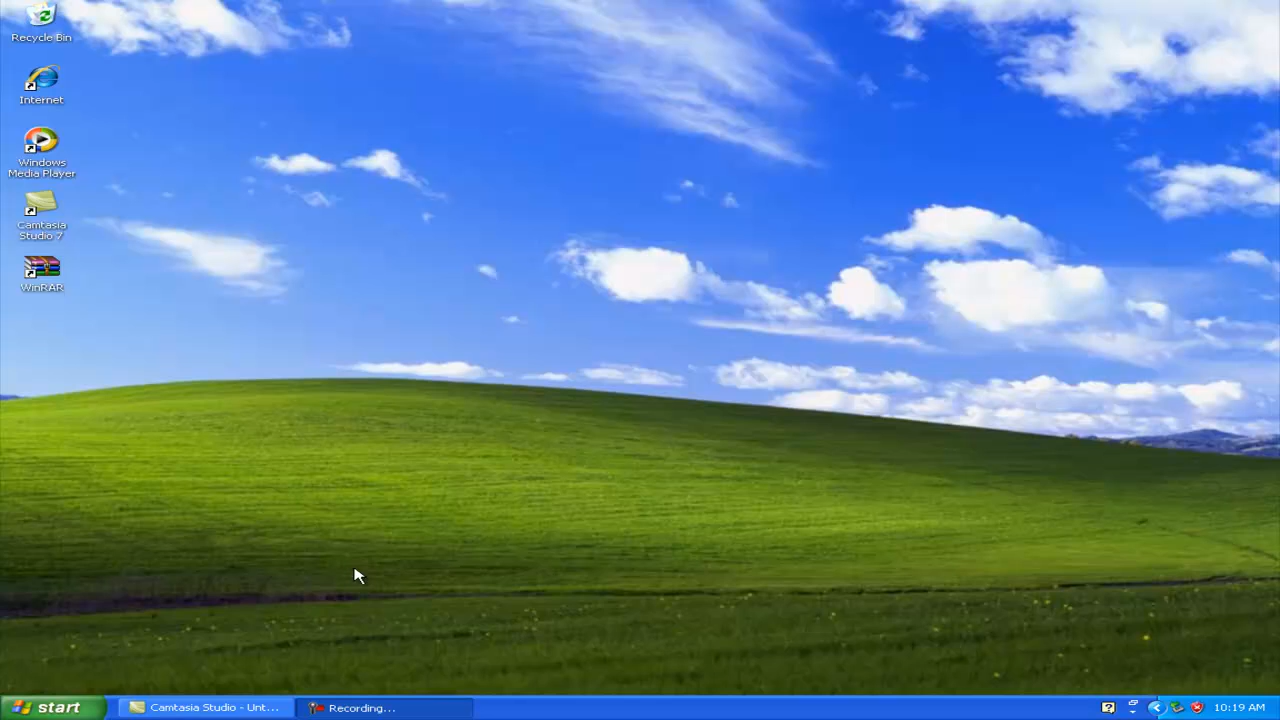 Recycle Bin
Internet
Windows
Media Player
Camtasia
Studio 7
WinRAR
start
Camtasia Studio - Unt...
Recording...
?
10:19 AM